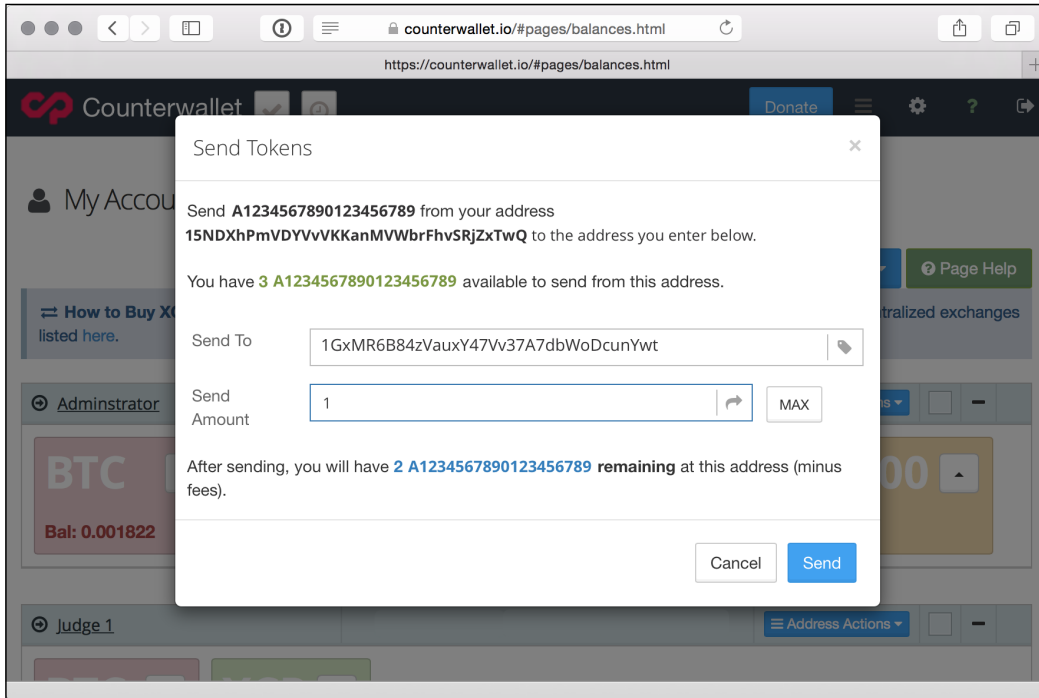 counterwallet.io/#pages/balances.html
https://counterwallet.io/#pages/balances.html
Counterwallet
Donate
Send Tokens
My Accou
Send A1234567890123456789 from your address
15NDXhPmVDYVvVKKanMVWbrFhvSRjZxTwQ to the address you enter below.
Page Help
You have 3 A1234567890123456789 available to send from this address.
How to Buy XC
tralized exchanges
listed here.
Send To
1GxMR6B84zVauxY47Vv37A7dbWoDcunYwt
Adminstrator
Send
Amount
1
MAX
ns
BTC
00
After sending, you will have 2 A1234567890123456789 remaining at this address (minus
fees).
Bal: 0.001822
Cancel
Send
Judge 1
Address Actions